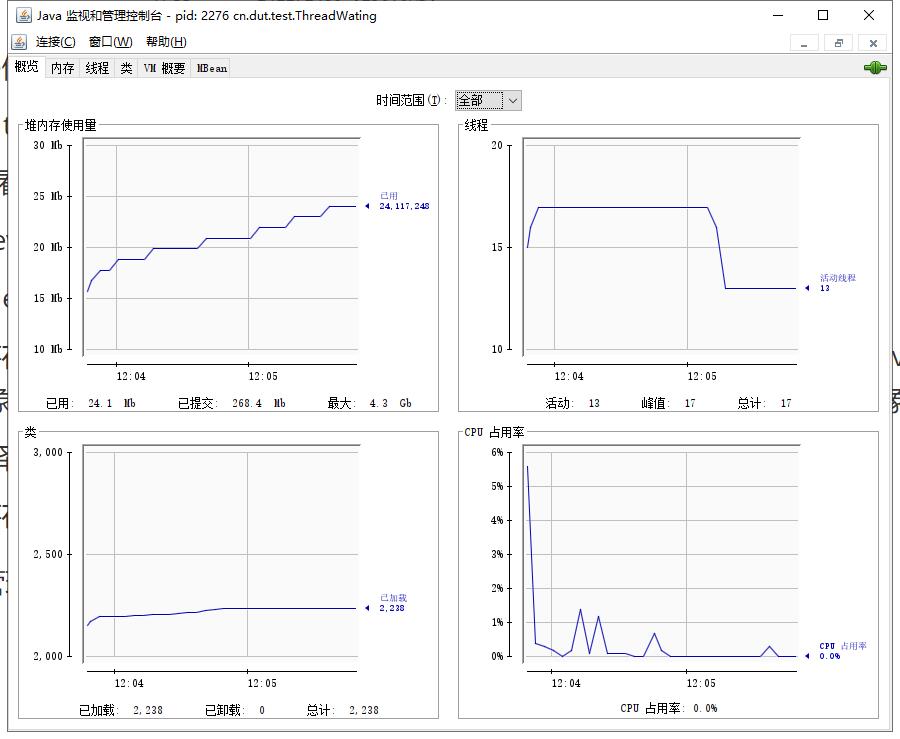 Java 监视和管理控制台 - pid: 2276 cn.dut.test.ThreadWating
连接(C) 窗口(W) 帮助(H)
概览 内存 线程 类 VM 概要 MBean
时间范围(T): 全部
堆内存使用量
30 Mb
25 Mb
20 Mb
15 Mb
10 Mb
已用
24,117,248
12:04 12:05
已用: 24.1 Mb 已提交: 268.4 Mb 最大: 4.3 Gb
线程
20
15
10
活动线程
13
12:04 12:05
活动: 13 峰值: 17 总计: 17
类
3,000
2,500
2,000
已加载
2,238
12:04 12:05
已加载: 2,238 已卸载: 0 总计: 2,238
CPU 占用率
6%
5%
4%
3%
2%
1%
0%
CPU 占用率
0.0%
12:04 12:05
CPU 占用率: 0.0%